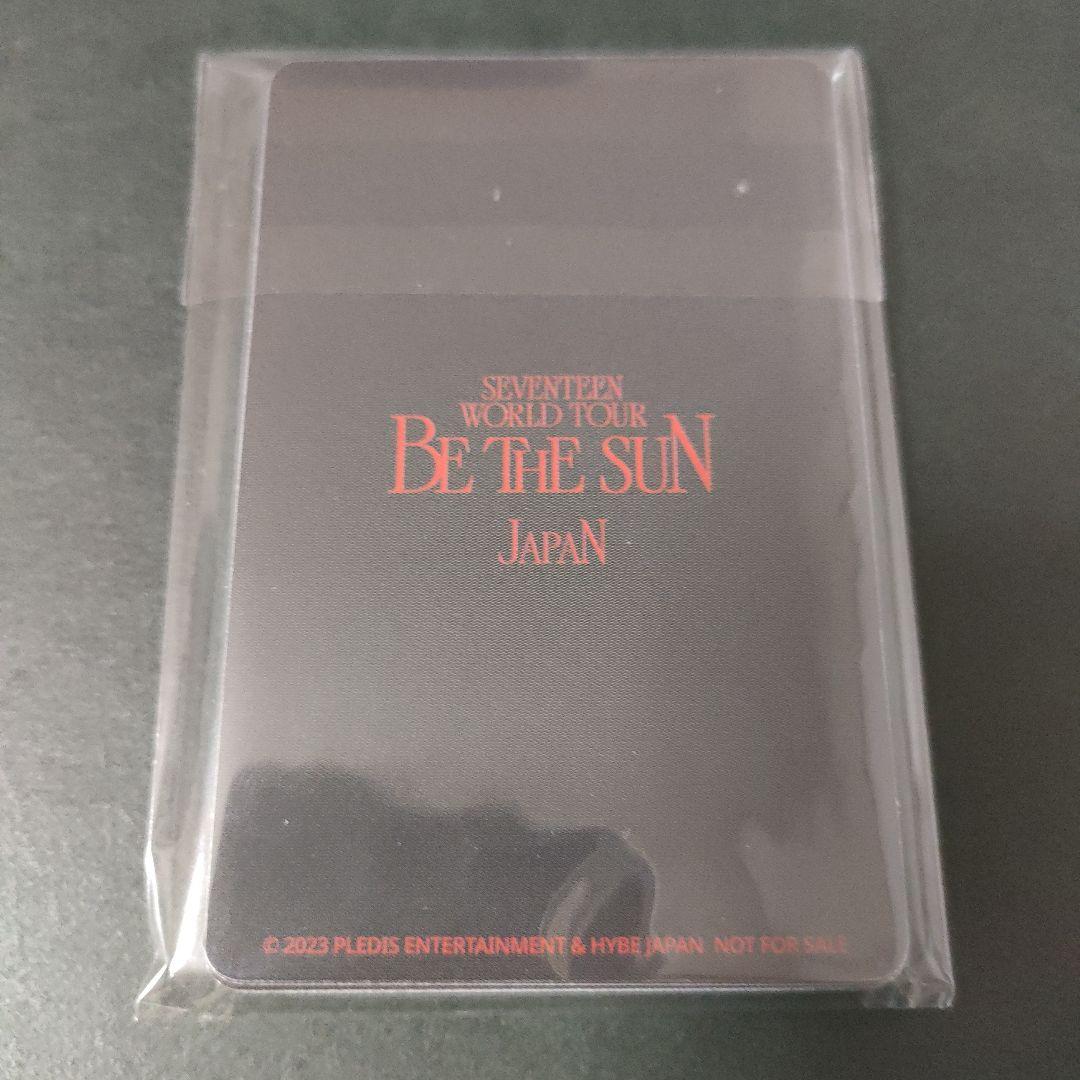 SEVENTEEN
WORLD TOUR
BE THE SUN
JAPAN
© 2023 PLEDIS ENTERTAINMENT & HYBE JAPAN NOT FOR SALE